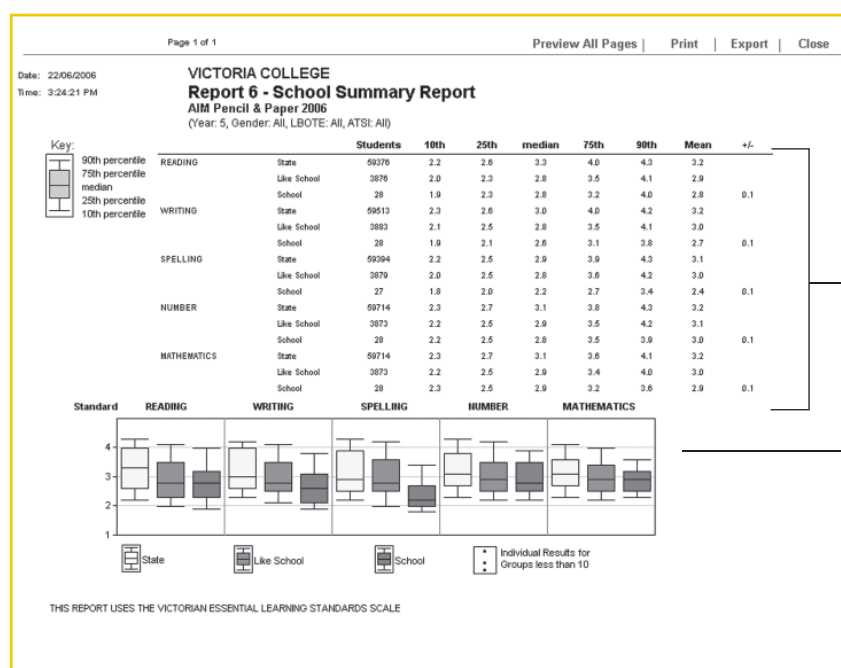 Page 1 of 1 Preview All Pages | Print | Export | Close
Date: 22/06/2006 VICTORIA COLLEGE
Time: 3:24:21 PM Report 6 - School Summary Report
AIM Pencil & Paper 2006
(Year: 5, Gender: All, LBOTE: All, ATSI: All)
Key:
90th percentile
75th percentile
median
25th percentile
10th percentile
Students 10th 25th median 75th 90th Mean +/-
READING State 59376 2.2 2.6 3.3 4.0 4.3 3.2
Like School 3876 2.0 2.3 2.8 3.5 4.1 2.9
School 28 1.9 2.3 2.8 3.2 4.0 2.8 0.1
WRITING State 59513 2.3 2.6 3.0 4.0 4.2 3.2
Like School 3883 2.1 2.5 2.8 3.5 4.1 3.0
School 28 1.9 2.1 2.6 3.1 3.8 2.7 0.1
SPELLING State 59394 2.2 2.5 2.9 3.9 4.3 3.1
Like School 3879 2.0 2.5 2.8 3.6 4.2 3.0
School 27 1.8 2.0 2.2 2.7 3.4 2.4 0.1
NUMBER State 59714 2.3 2.7 3.1 3.8 4.3 3.2
Like School 3873 2.2 2.5 2.9 3.5 4.2 3.1
School 28 2.2 2.5 2.8 3.5 3.9 3.0 0.1
MATHEMATICS State 59714 2.3 2.7 3.1 3.6 4.1 3.2
Like School 3873 2.2 2.5 2.9 3.4 4.0 3.0
School 28 2.3 2.5 2.9 3.2 3.6 2.9 0.1
Standard READING WRITING SPELLING NUMBER MATHEMATICS
4
3
2
1
State Like School School Individual Results for
Groups less than 10
THIS REPORT USES THE VICTORIAN ESSENTIAL LEARNING STANDARDS SCALE